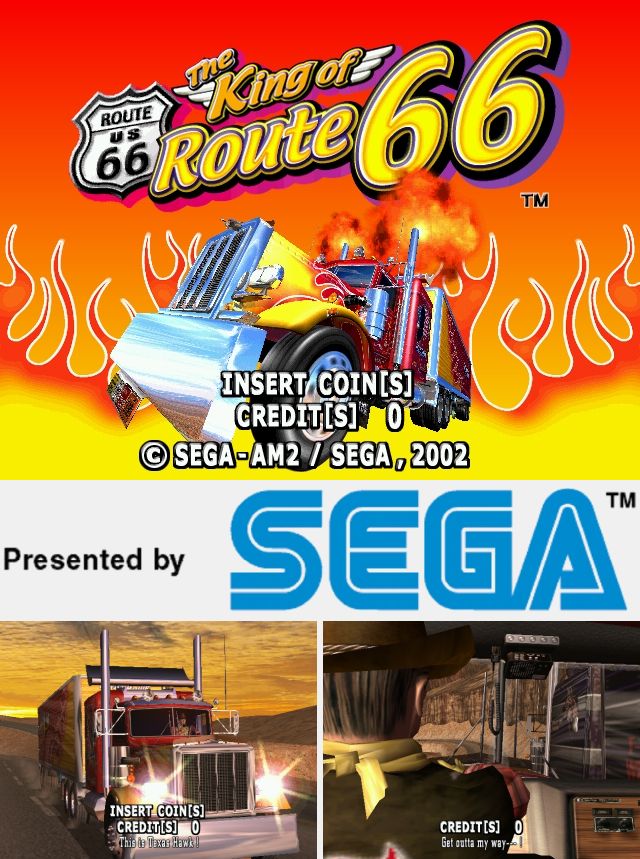 The
King of
Route 66
ROUTE
US
66
TM
INSERT COIN[S]
CREDIT[S] 0
© SEGA-AM2 / SEGA, 2002
Presented by SEGA TM
INSERT COIN[S]
CREDIT[S] 0
This is Texas Hawk!
CREDIT[S] 0
Get outta my way---!